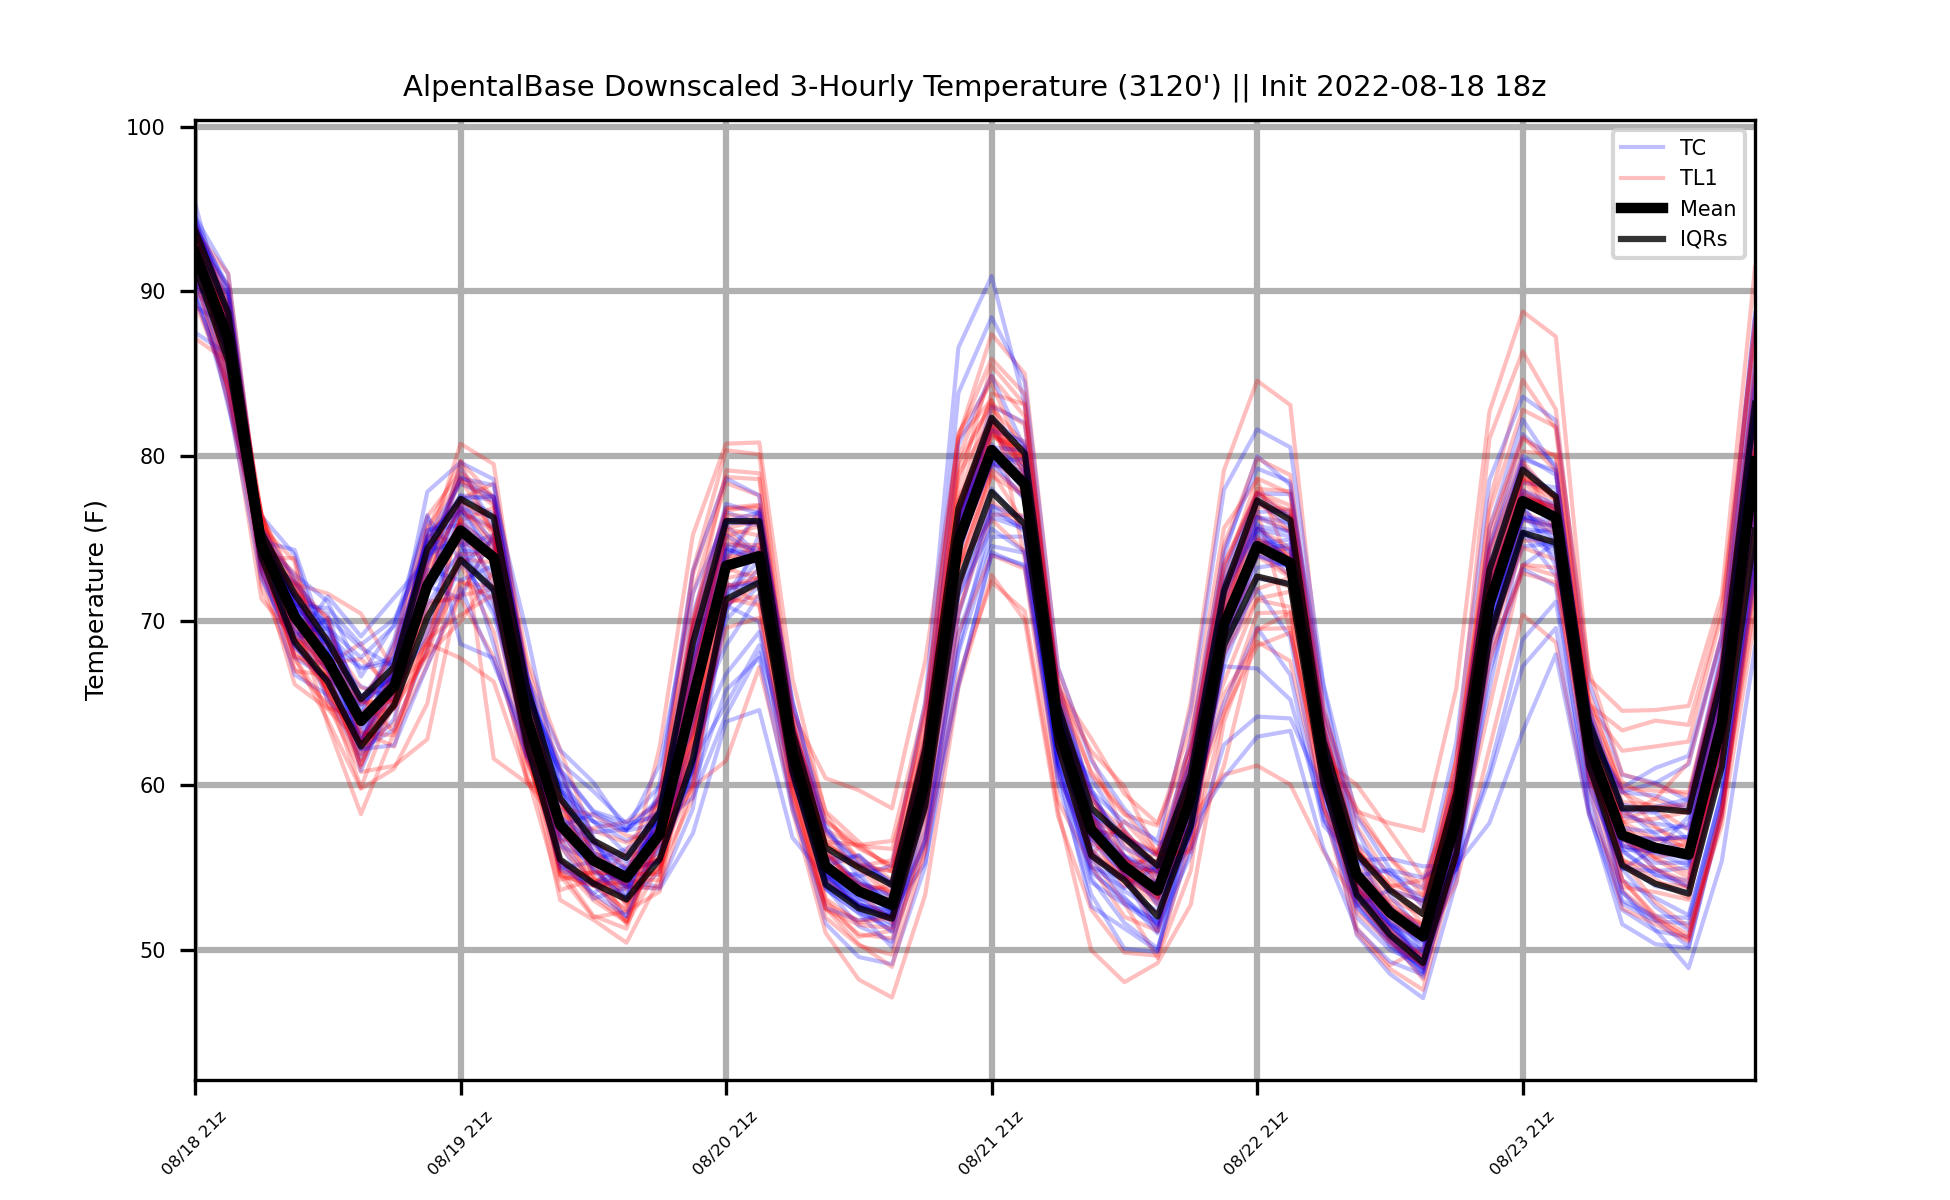 AlpentalBase Downscaled 3-Hourly Temperature (3120') || Init 2022-08-18 18z
TC
TL1
Mean
IQRs
Temperature (F)
100
90
80
70
60
50
08/18 21z
08/19 21z
08/20 21z
08/21 21z
08/22 21z
08/23 21z